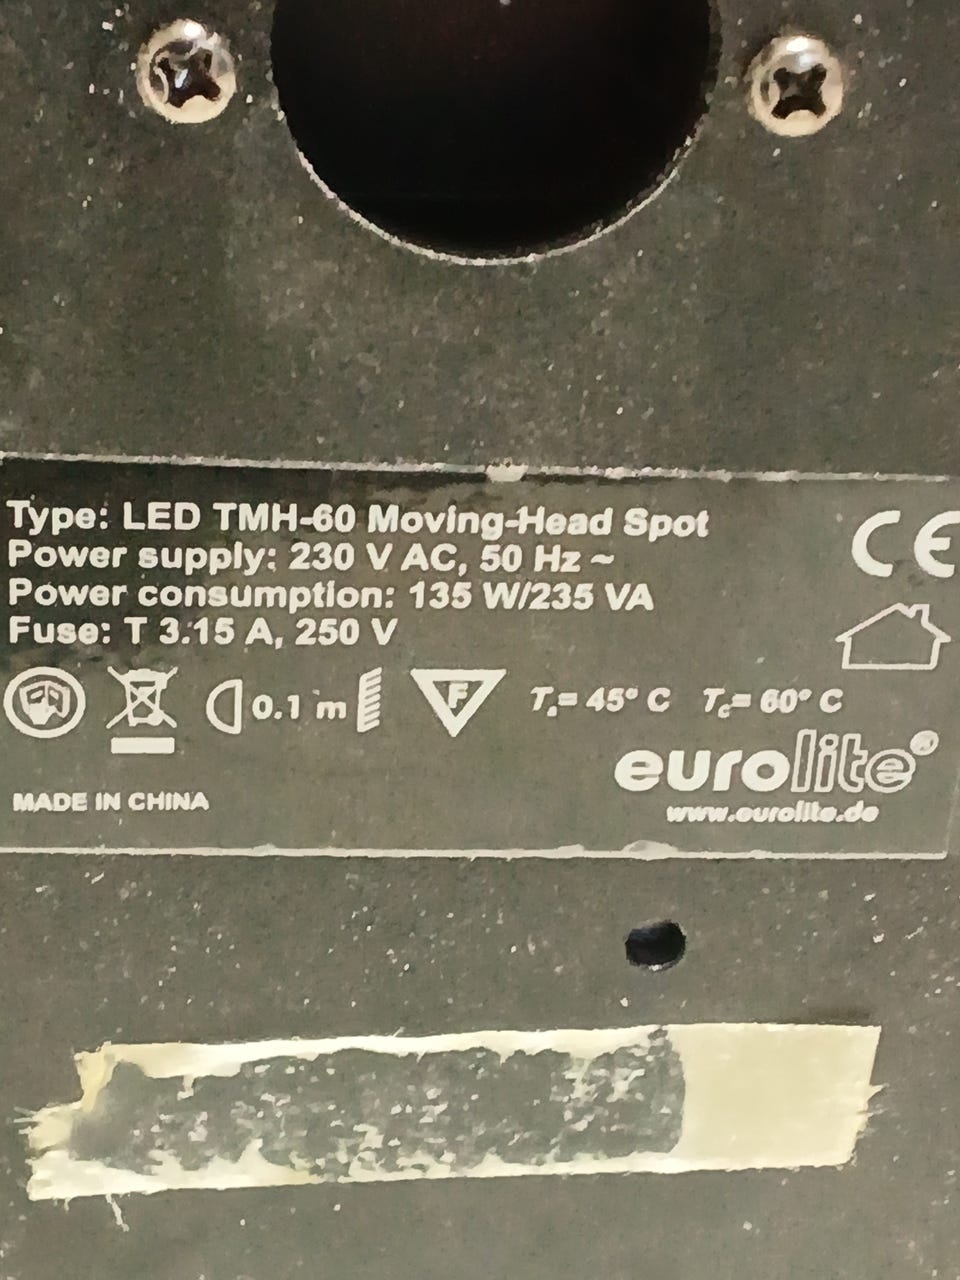 Type: LED TMH-60 Moving-Head Spot
Power supply: 230 V AC, 50 Hz ~
Power consumption: 135 W/235 VA
Fuse: T 3.15 A, 250 V
CE
0.1 m
F
Ta= 45° C Tc= 60° C
eurolite®
www.eurolite.de
MADE IN CHINA